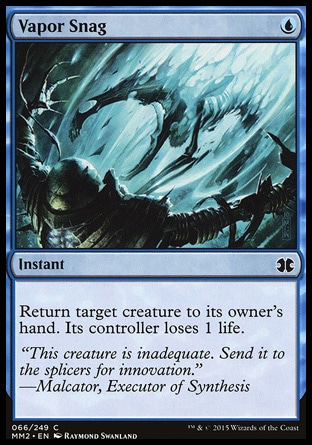 Vapor Snag
Instant
Return target creature to its owner's
hand. Its controller loses 1 life.
"This creature is inadequate. Send it to
the splicers for innovation."
—Malcator, Executor of Synthesis
066/249 C
MM2 • EN Raymond Swanland
™ & © 2015 Wizards of the Coast